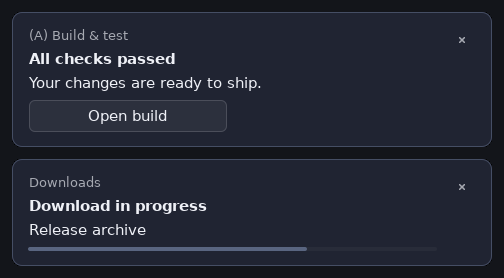 (A) Build & test
×
All checks passed
Your changes are ready to ship.
Open build
Downloads
×
Download in progress
Release archive